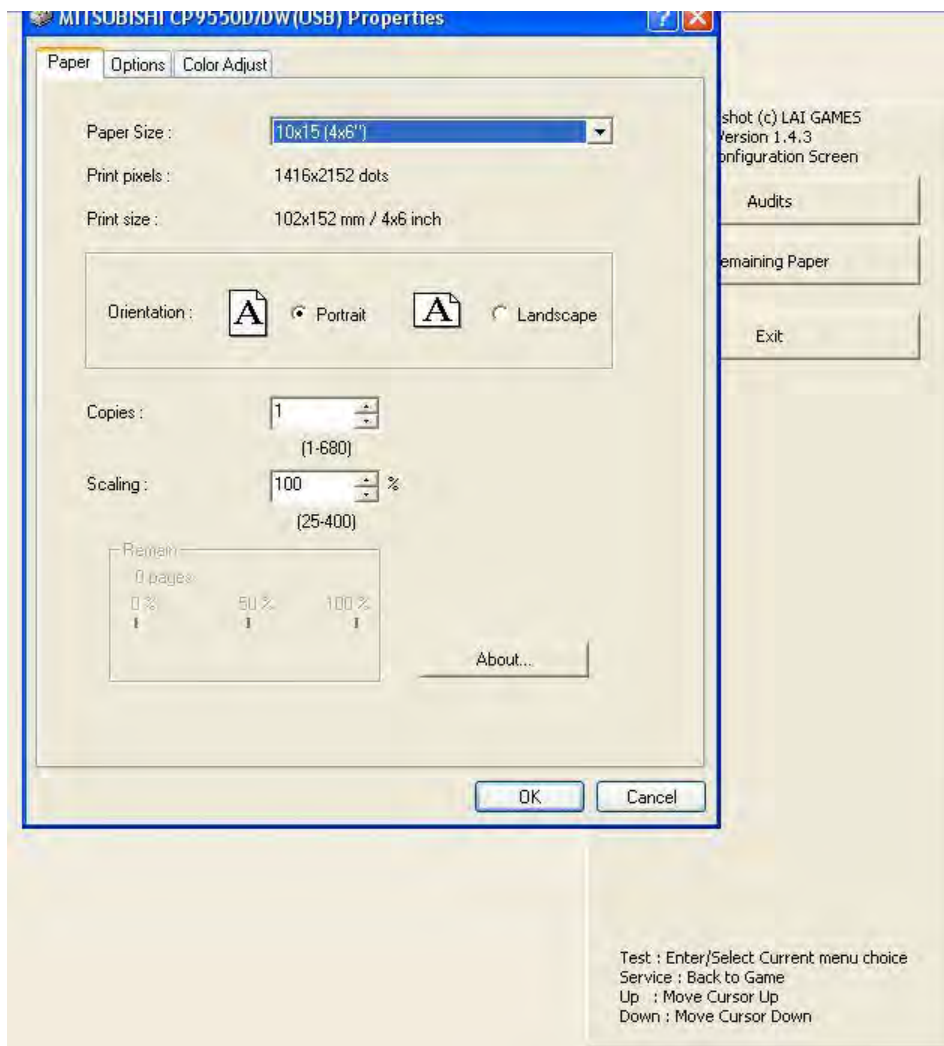 MITSUBISHI CP9550D/DW(USB) Properties
Paper Options Color Adjust
Paper Size : 10x15 (4x6")
Print pixels : 1416x2152 dots
Print size : 102x152 mm / 4x6 inch
Orientation : A Portrait A Landscape
Copies : 1
(1-680)
Scaling : 100 %
(25-400)
Remain
0 pages
0 % 50 % 100 %
About...
OK Cancel
shot (c) LAI GAMES
Version 1.4.3
onfiguration Screen
Audits
emaining Paper
Exit
Test : Enter/Select Current menu choice
Service : Back to Game
Up : Move Cursor Up
Down : Move Cursor Down